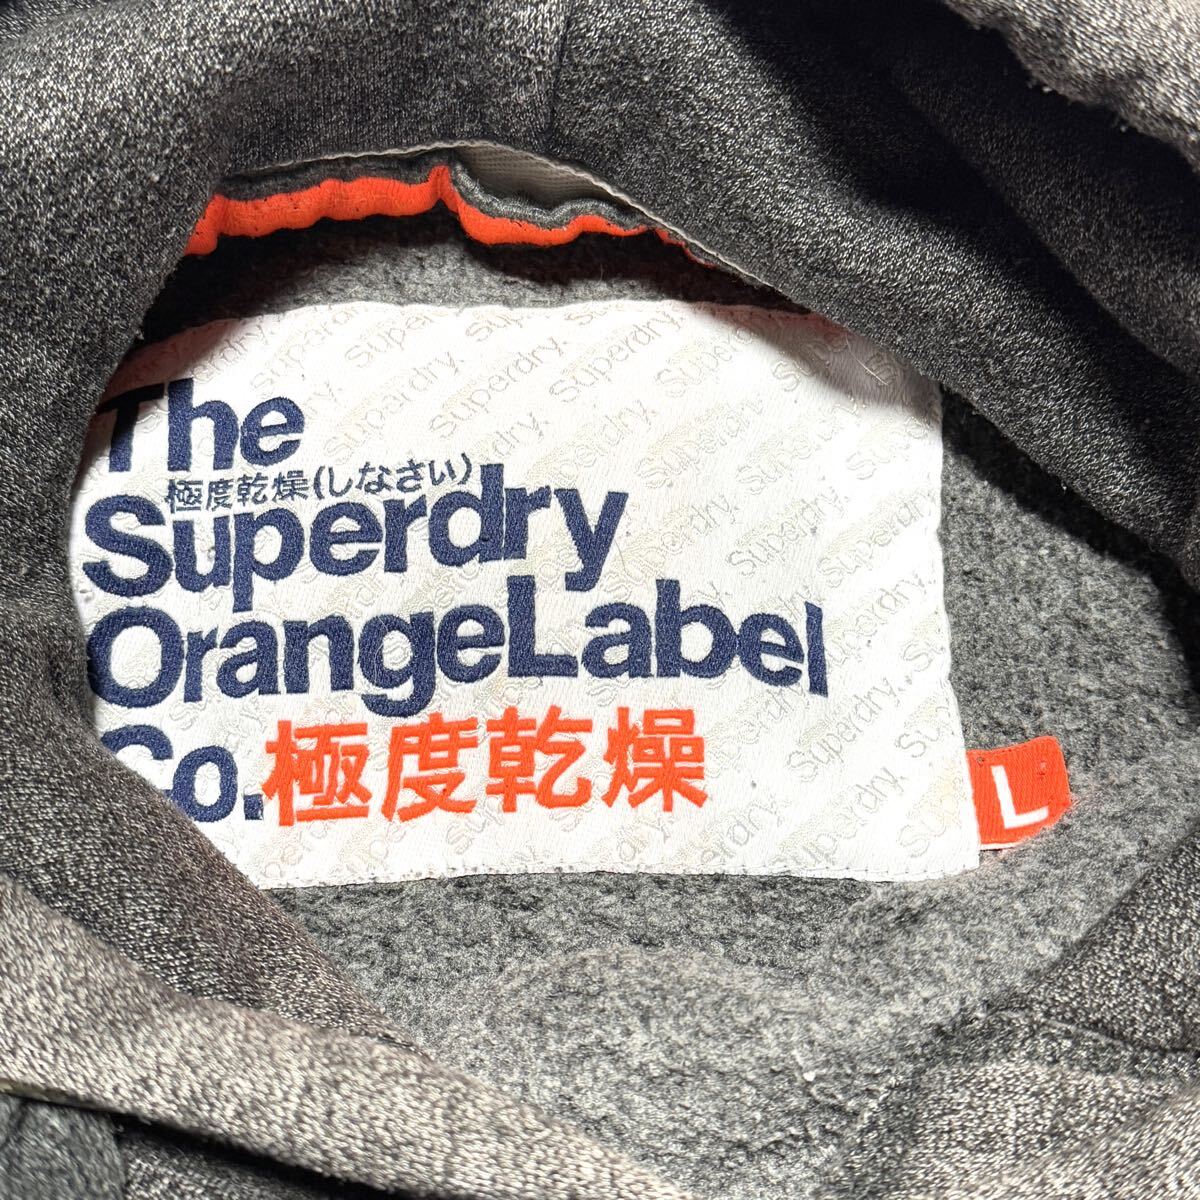 The
極度乾燥(しなさい)
Superdry
OrangeLabel
Co.極度乾燥
L